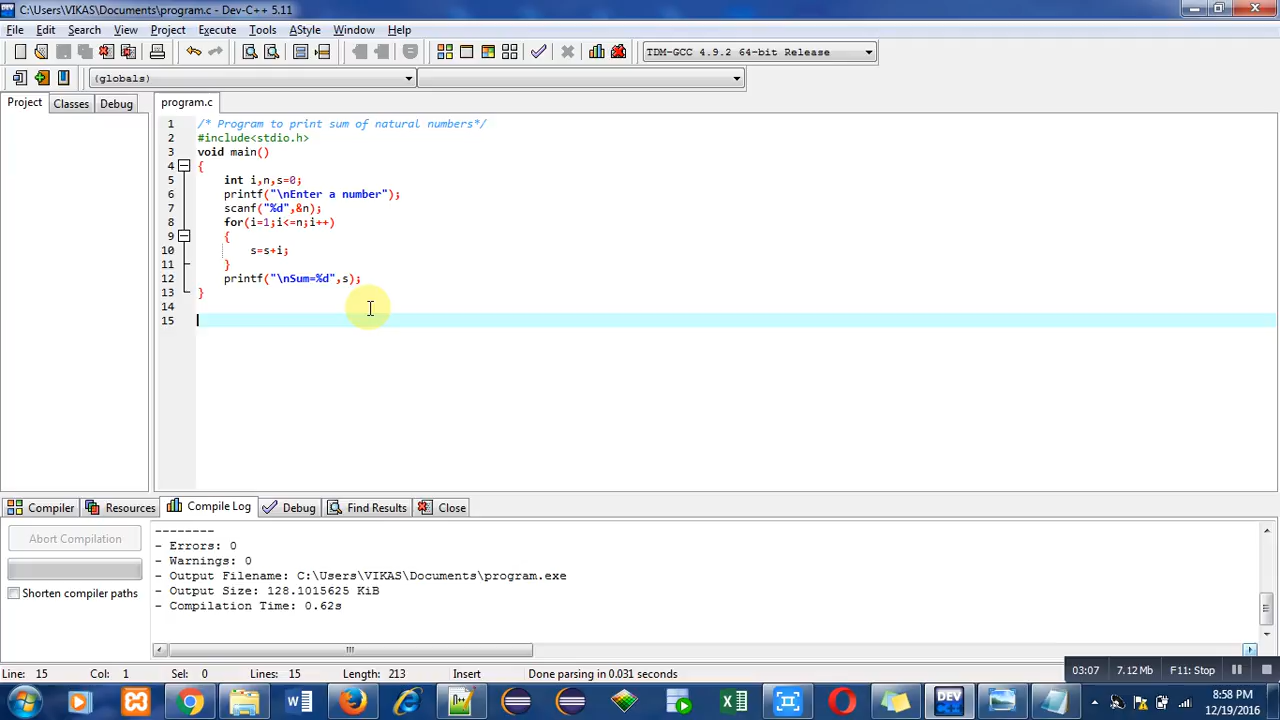 C:\Users\VIKAS\Documents\program.c - Dev-C++ 5.11
File Edit Search View Project Execute Tools AStyle Window Help
TDM-GCC 4.9.2 64-bit Release
(globals)
Project Classes Debug program.c
1 /* Program to print sum of natural numbers*/
2 #include<stdio.h>
3 void main()
4 {
5 int i,n,s=0;
6 printf("\nEnter a number");
7 scanf("%d",&n);
8 for(i=1;i<=n;i++)
9 {
10 s=s+i;
11 }
12 printf("\nSum=%d",s);
13 }
14
15
Compiler Resources Compile Log Debug Find Results Close
Abort Compilation
Shorten compiler paths
--------
- Errors: 0
- Warnings: 0
- Output Filename: C:\Users\VIKAS\Documents\program.exe
- Output Size: 128.1015625 KiB
- Compilation Time: 0.62s
Line: 15 Col: 1 Sel: 0 Lines: 15 Length: 213 Insert Done parsing in 0.031 seconds
03:07 7.12 Mb F11: Stop
DEV
8:58 PM
12/19/2016